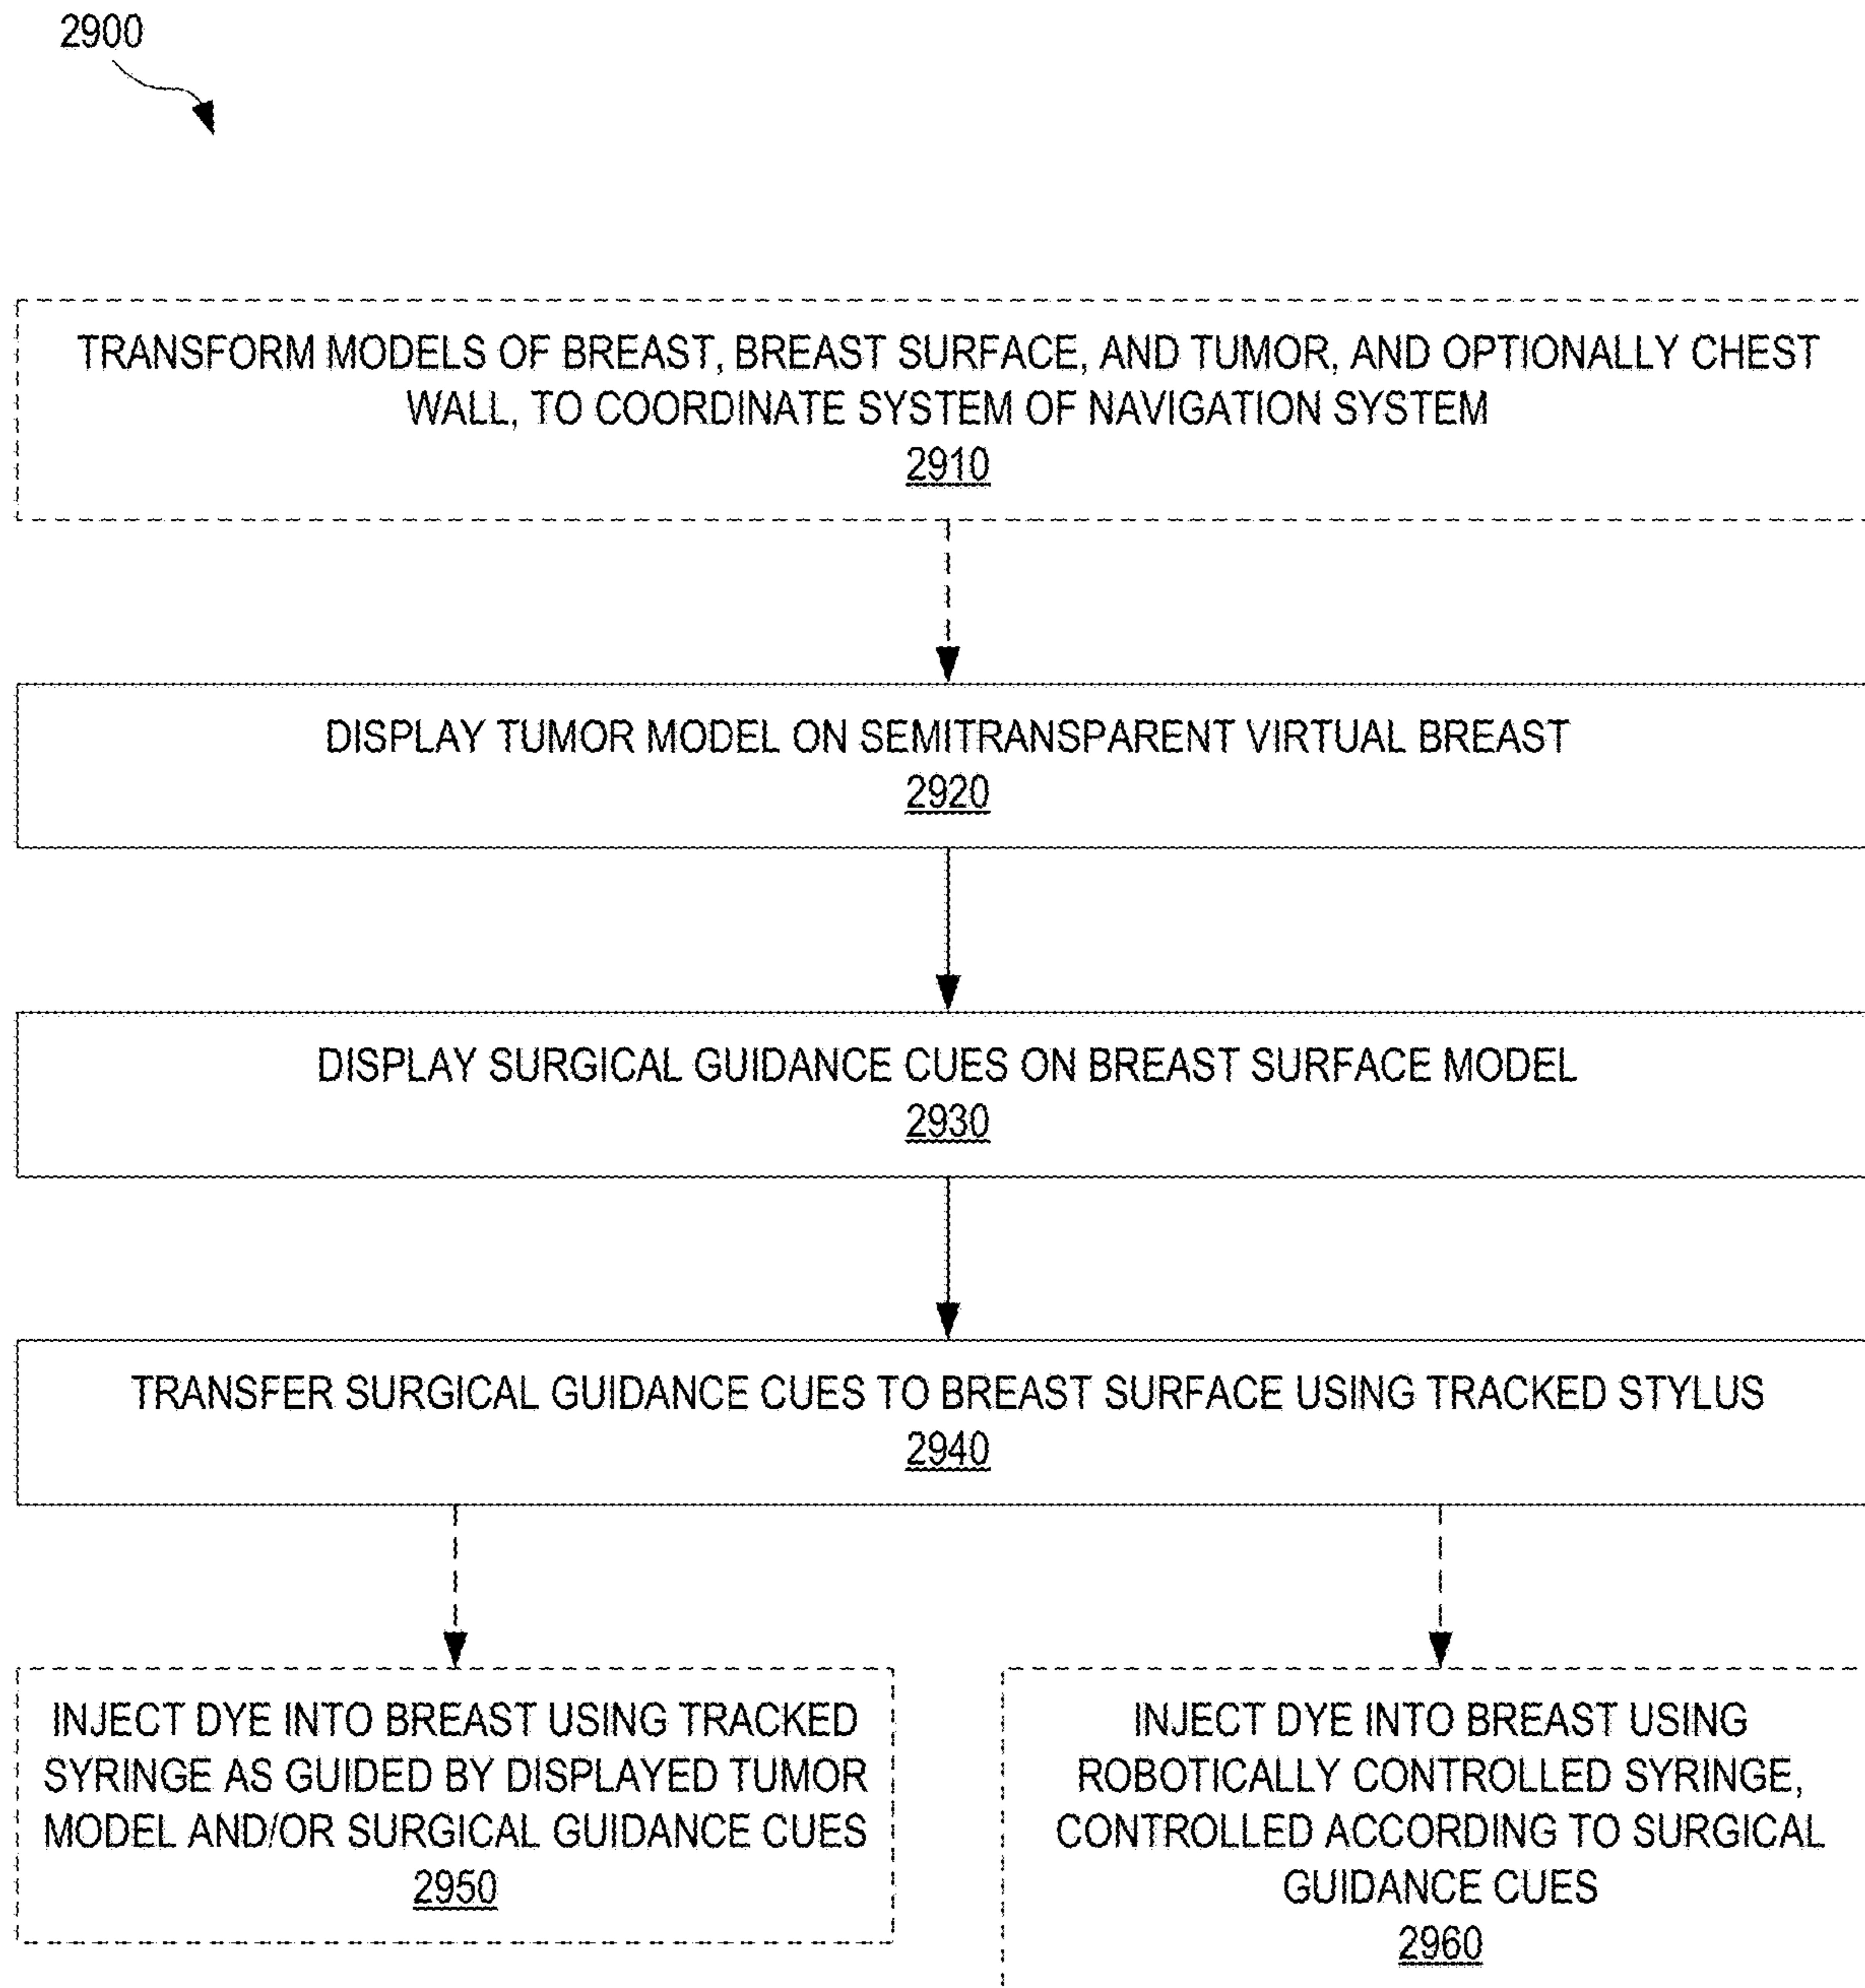 2900
TRANSFORM MODELS OF BREAST, BREAST SURFACE, AND TUMOR, AND OPTIONALLY CHEST
WALL, TO COORDINATE SYSTEM OF NAVIGATION SYSTEM
2910
DISPLAY TUMOR MODEL ON SEMITRANSPARENT VIRTUAL BREAST
2920
DISPLAY SURGICAL GUIDANCE CUES ON BREAST SURFACE MODEL
2930
TRANSFER SURGICAL GUIDANCE CUES TO BREAST SURFACE USING TRACKED STYLUS
2940
INJECT DYE INTO BREAST USING TRACKED
SYRINGE AS GUIDED BY DISPLAYED TUMOR
MODEL AND/OR SURGICAL GUIDANCE CUES
2950
INJECT DYE INTO BREAST USING
ROBOTICALLY CONTROLLED SYRINGE,
CONTROLLED ACCORDING TO SURGICAL
GUIDANCE CUES
2960